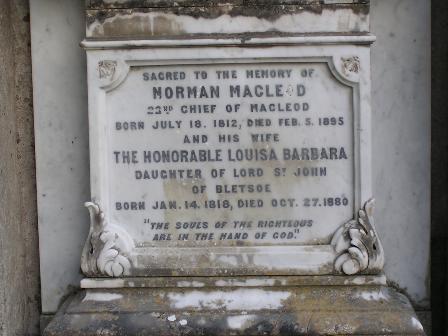 SACRED TO THE MEMORY OF
NORMAN MACLEOD
22ND CHIEF OF MACLEOD
BORN JULY 18. 1812, DIED FEB. 5. 1895
AND HIS WIFE
THE HONORABLE LOUISA BARBARA
DAUGHTER OF LORD ST JOHN
OF BLETSOE
BORN JAN. 14. 1818, DIED OCT. 27. 1880
"THE SOULS OF THE RIGHTEOUS
ARE IN THE HAND OF GOD."